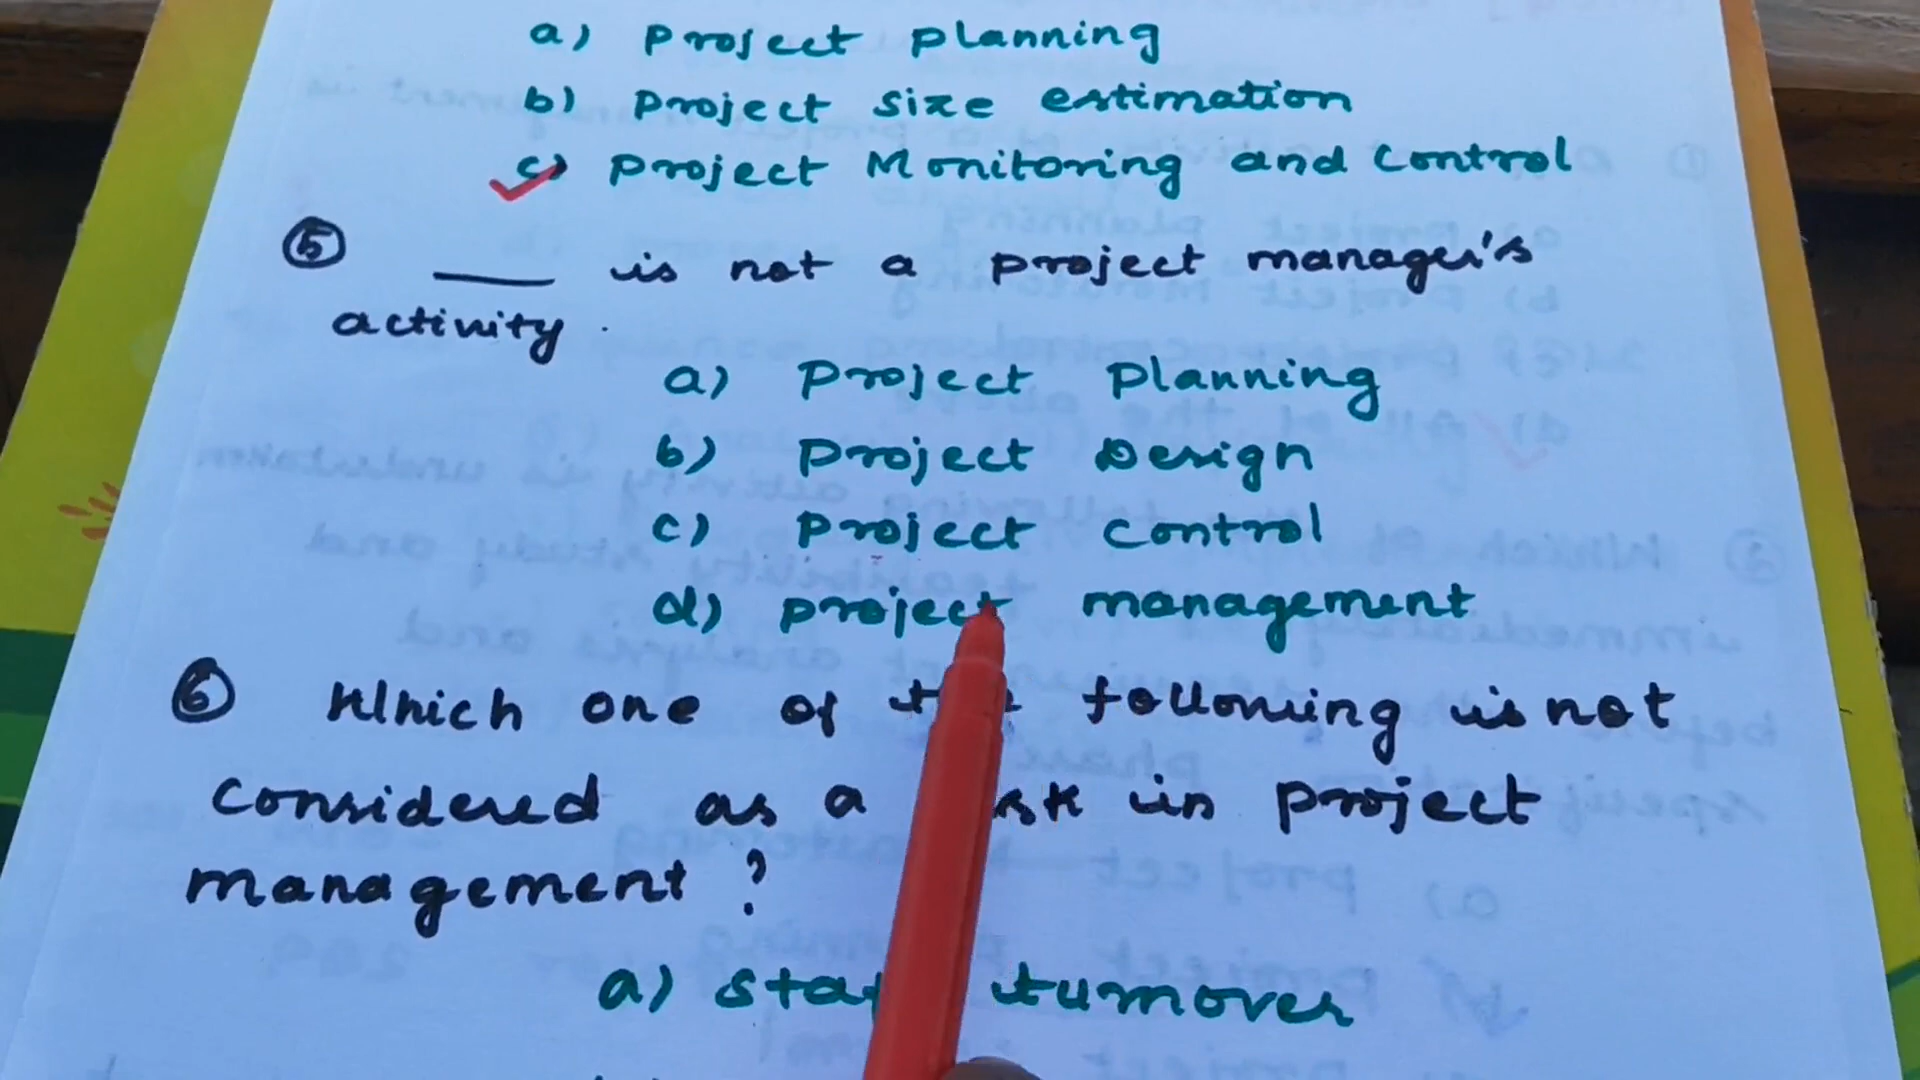 a) Project planning
b) Project size estimation
c) Project Monitoring and Control
5 ____ is not a project manager's
activity.
a) Project Planning
b) Project Design
c) Project Control
d) project management
6 Which one of following is not
considered as a in project
management?
a) turnover